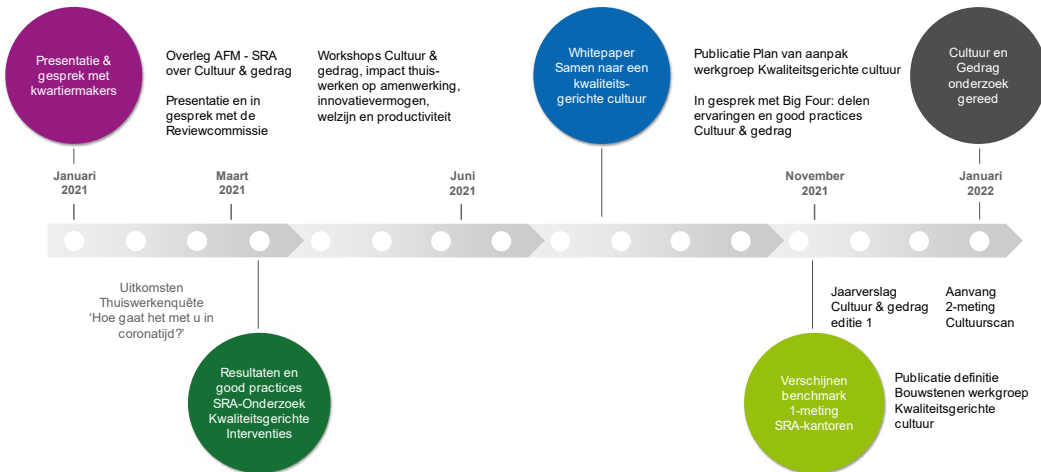 Presentatie &
gesprek met
kwartiermakers
Overleg AFM - SRA
over Cultuur & gedrag
Presentatie en in
gesprek met de
Reviewcommissie
Workshops Cultuur &
gedrag, impact thuis-
werken op amenwerking,
innovatievermogen,
welzijn en productiviteit
Whitepaper
Samen naar een
kwaliteits-
gerichte cultuur
Publicatie Plan van aanpak
werkgroep Kwaliteitsgerichte cultuur
In gesprek met Big Four: delen
ervaringen en good practices
Cultuur & gedrag
Cultuur en
Gedrag
onderzoek
gereed
Januari
2021
Maart
2021
Juni
2021
November
2021
Januari
2022
Uitkomsten
Thuiswerkenquête
‘Hoe gaat het met u in
coronatijd?’
Resultaten en
good practices
SRA-Onderzoek
Kwaliteitsgerichte
Interventies
Jaarverslag
Cultuur & gedrag
editie 1
Aanvang
2-meting
Cultuurscan
Verschijnen
benchmark
1-meting
SRA-kantoren
Publicatie definitie
Bouwstenen werkgroep
Kwaliteitsgerichte
cultuur